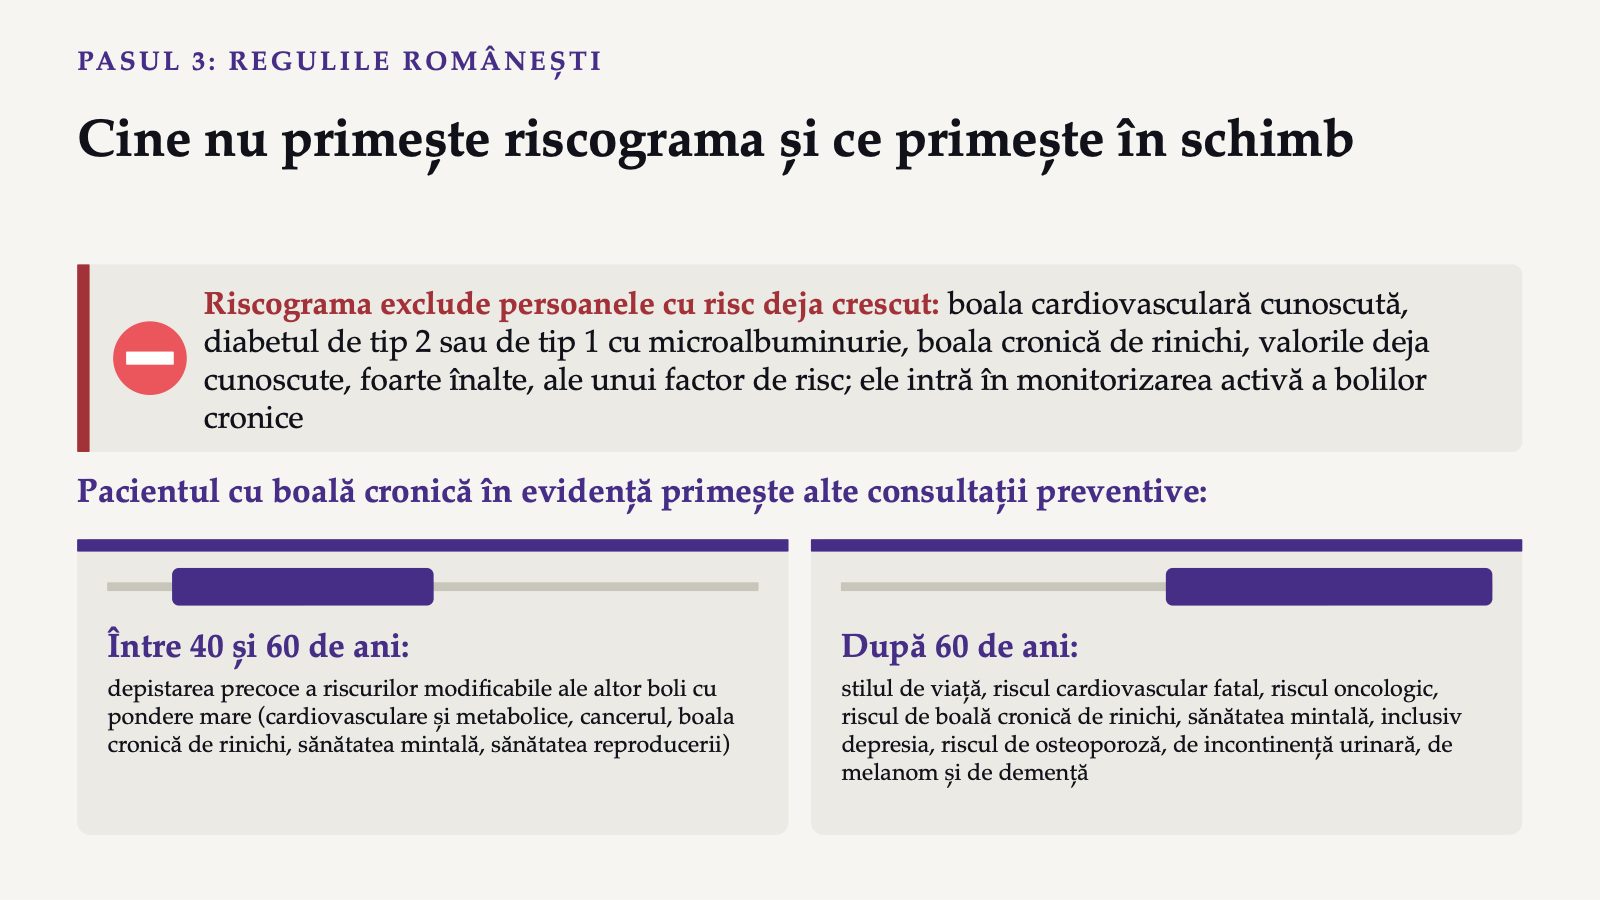 PASUL 3: REGULILE ROMÂNEȘTI
Cine nu primește riscograma și ce primește în schimb
Riscograma exclude persoanele cu risc deja crescut: boala cardiovasculară cunoscută,
diabetul de tip 2 sau de tip 1 cu microalbuminurie, boala cronică de rinichi, valorile deja
cunoscute, foarte înalte, ale unui factor de risc; ele intră în monitorizarea activă a bolilor
cronice
Pacientul cu boală cronică în evidență primește alte consultații preventive:
Între 40 și 60 de ani:
depistarea precoce a riscurilor modificabile ale altor boli cu
pondere mare (cardiovasculare și metabolice, cancerul, boala
cronică de rinichi, sănătatea mintală, sănătatea reproducerii)
După 60 de ani:
stilul de viață, riscul cardiovascular fatal, riscul oncologic,
riscul de boală cronică de rinichi, sănătatea mintală, inclusiv
depresia, riscul de osteoporoză, de incontinență urinară, de
melanom și de demență